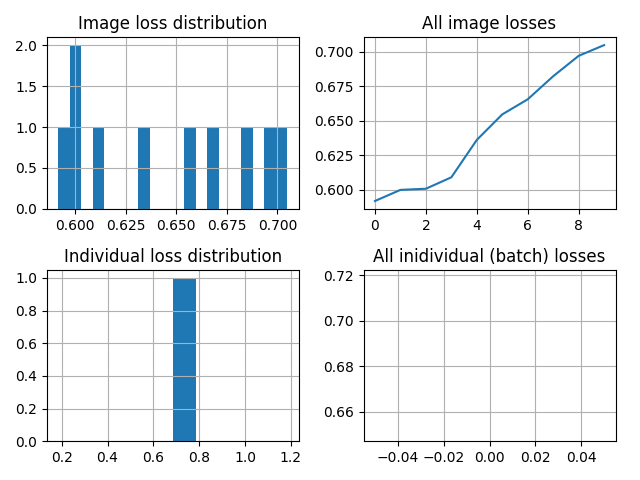 Image loss distribution
2.0
1.5
1.0
0.5
0.0
0.600 0.625 0.650 0.675 0.700
All image losses
0.700
0.675
0.650
0.625
0.600
0 2 4 6 8
Individual loss distribution
1.0
0.8
0.6
0.4
0.2
0.0
0.2 0.4 0.6 0.8 1.0 1.2
All inidividual (batch) losses
0.72
0.70
0.68
0.66
−0.04 −0.02 0.00 0.02 0.04